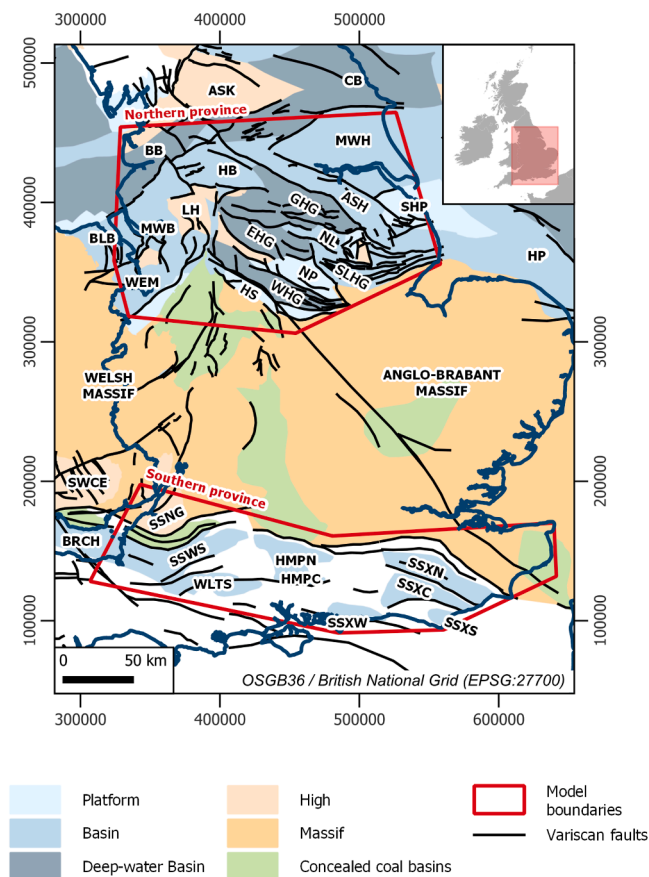 300000 400000 500000
500000
400000
300000
200000
100000
ASK
CB
Northern province
BB
MWH
HB
LH
GHG
ASH
SHP
MWB
BLB
EHG
NL
HP
WEM
HS
NP
SLHG
WHG
300000
WELSH
MASSIF
ANGLO-BRABANT
MASSIF
200000
SWCE
Southern province
SSNG
BRCH
SSWS
HMPN
SSXN
WLTS
HMPC
SSXC
100000
SSXW
SSXS
0 50 km
OSGB36 / British National Grid (EPSG:27700)
300000 400000 500000 600000
Platform
Basin
Deep-water Basin
High
Massif
Concealed coal basins
Model
boundaries
Variscan faults